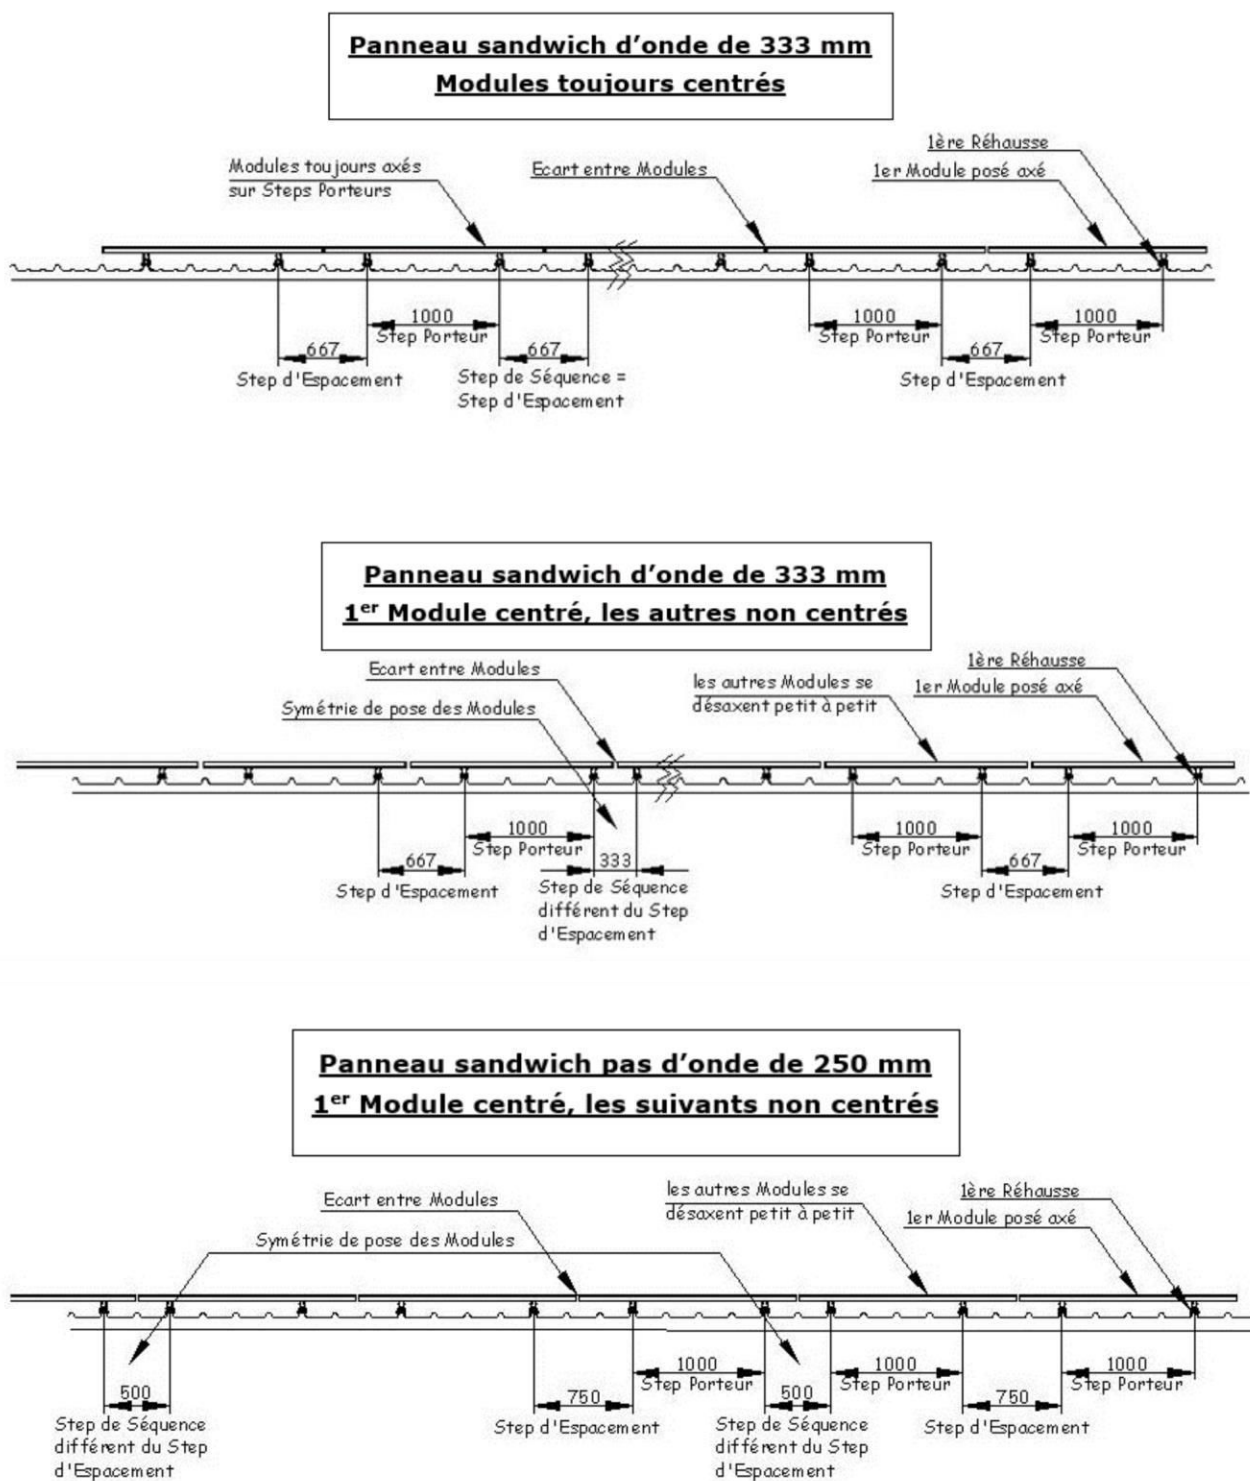 Panneau sandwich d'onde de 333 mm
Modules toujours centrés
1ère Réhausse
Modules toujours axés
sur Steps Porteurs
Ecart entre Modules
1er Module posé axé
1000
Step Porteur
1000
Step Porteur
1000
Step Porteur
667
Step d'Espacement
667
Step de Séquence =
Step d'Espacement
667
Step d'Espacement
Panneau sandwich d'onde de 333 mm
1er Module centré, les autres non centrés
Ecart entre Modules
1ère Réhausse
les autres Modules se
désaxent petit à petit
1er Module posé axé
Symétrie de pose des Modules
1000
Step Porteur
1000
Step Porteur
1000
Step Porteur
667
Step d'Espacement
333
Step de Séquence
différent du Step
d'Espacement
667
Step d'Espacement
Panneau sandwich pas d'onde de 250 mm
1er Module centré, les suivants non centrés
Ecart entre Modules
les autres Modules se
désaxent petit à petit
1ère Réhausse
1er Module posé axé
Symétrie de pose des Modules
1000
Step Porteur
1000
Step Porteur
1000
Step Porteur
500
Step de Séquence
différent du Step
d'Espacement
750
Step d'Espacement
500
Step de Séquence
différent du Step
d'Espacement
750
Step d'Espacement